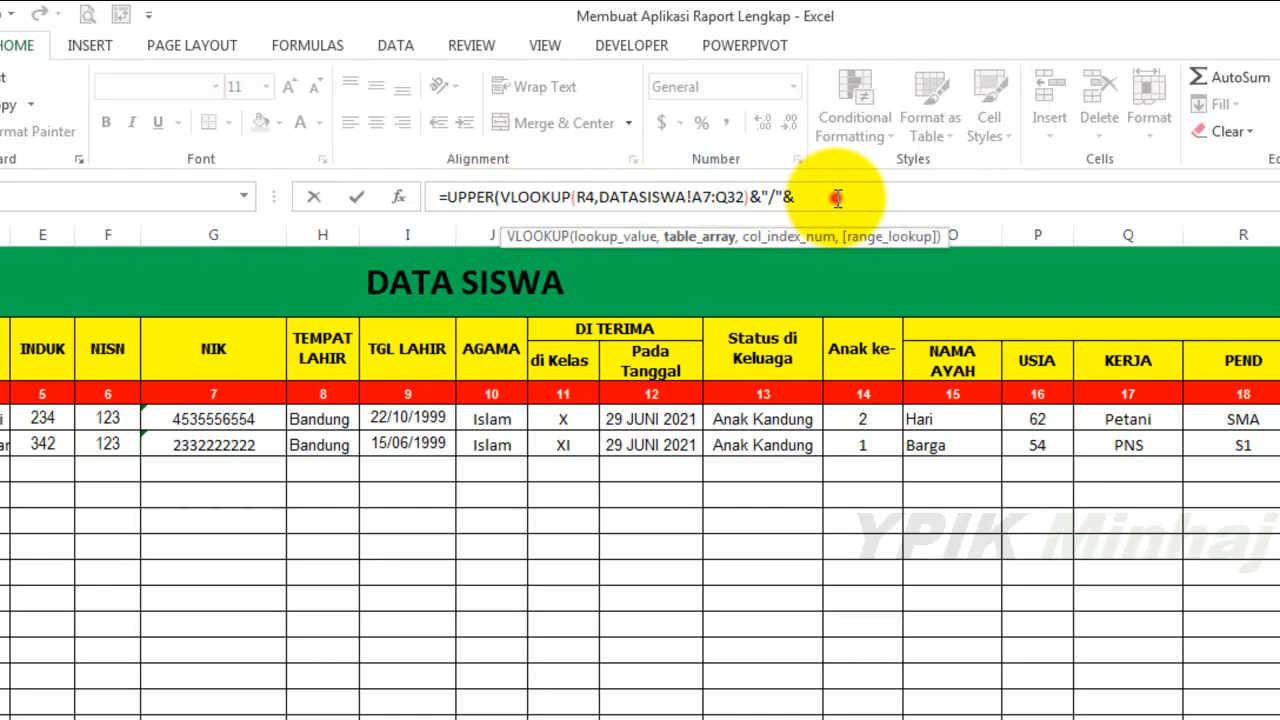 Membuat Aplikasi Raport Lengkap - Excel
HOME INSERT PAGE LAYOUT FORMULAS DATA REVIEW VIEW DEVELOPER POWERPIVOT
11 Wrap Text General AutoSum
Fill
B I U Merge & Center $ % Conditional Formatting Format as Table Cell Styles Insert Delete Format Clear
Format Painter
Font Alignment Number Styles Cells
fx =UPPER(VLOOKUP(R4,DATASISWA!A7:Q32)&"/"&
VLOOKUP(lookup_value, table_array, col_index_num, [range_lookup])
E F G H I J O P Q R
DATA SISWA
DI TERIMA
INDUK NISN NIK TEMPAT LAHIR TGL LAHIR AGAMA di Kelas Pada Tanggal Status di Keluaga Anak ke- NAMA AYAH USIA KERJA PEND
5 6 7 8 9 10 11 12 13 14 15 16 17 18
234 123 4535556554 Bandung 22/10/1999 Islam X 29 JUNI 2021 Anak Kandung 2 Hari 62 Petani SMA
342 123 2332222222 Bandung 15/06/1999 Islam XI 29 JUNI 2021 Anak Kandung 1 Barga 54 PNS S1
YPIK Minhaj